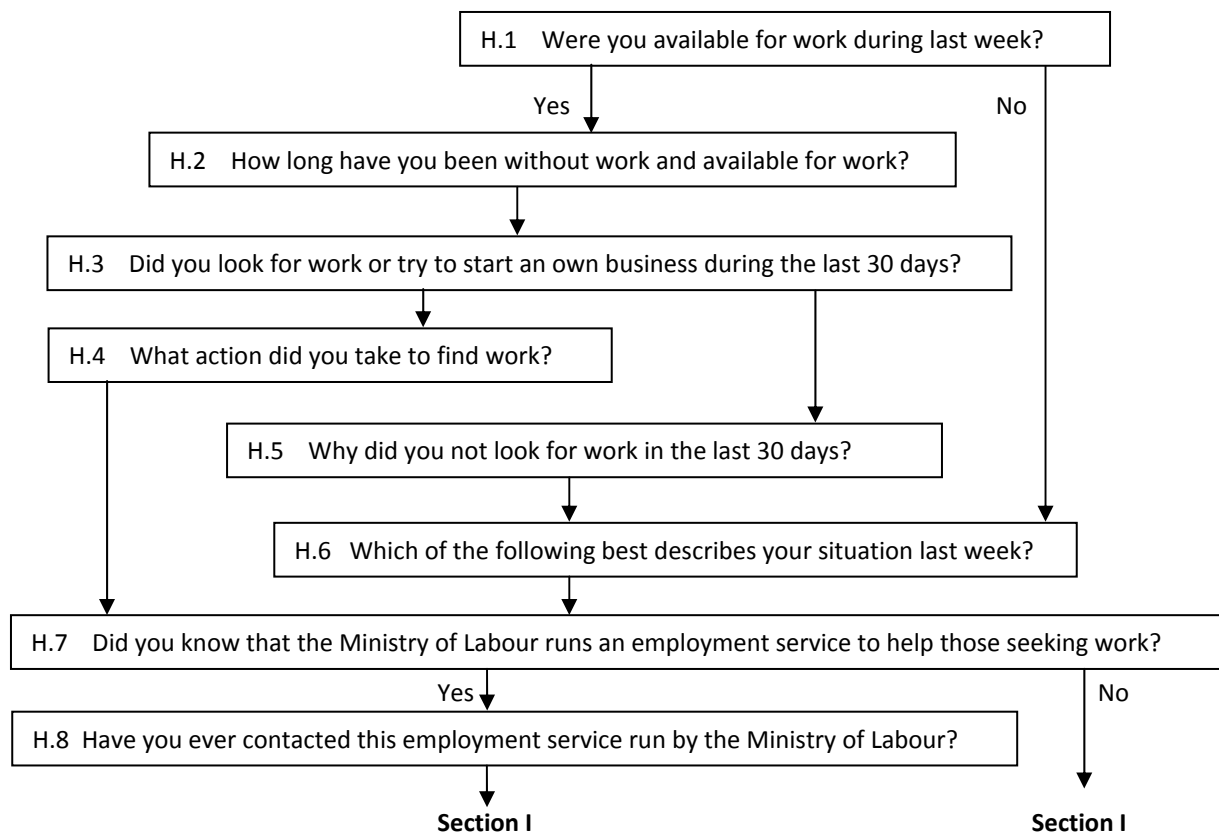 H.1 Were you available for work during last week?
Yes
No
H.2 How long have you been without work and available for work?
H.3 Did you look for work or try to start an own business during the last 30 days?
H.4 What action did you take to find work?
H.5 Why did you not look for work in the last 30 days?
H.6 Which of the following best describes your situation last week?
H.7 Did you know that the Ministry of Labour runs an employment service to help those seeking work?
Yes
No
H.8 Have you ever contacted this employment service run by the Ministry of Labour?
Section I
Section I